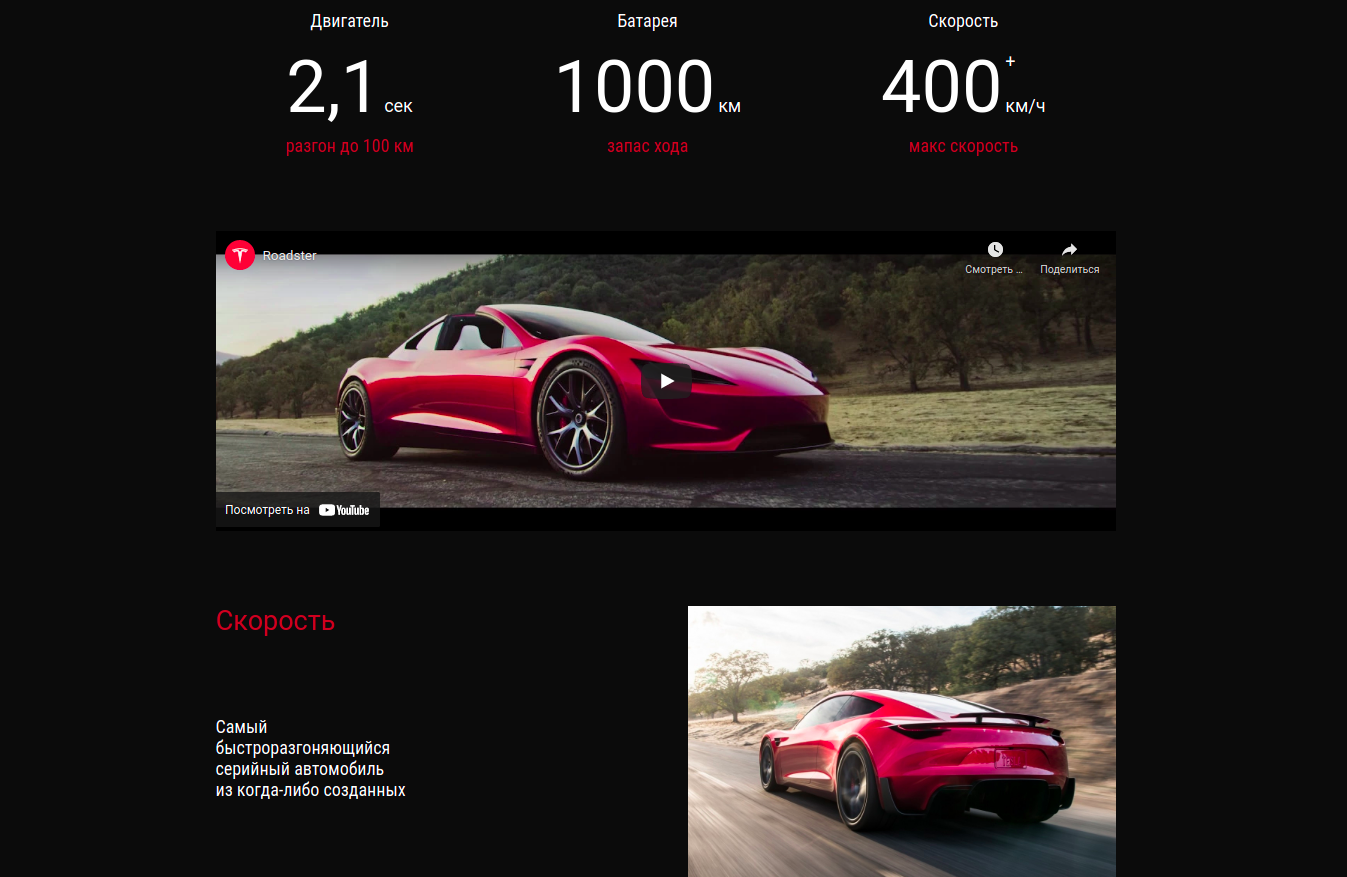 Двигатель
Батарея
Скорость
2,1 сек
1000 км
400+ км/ч
разгон до 100 км
запас хода
макс скорость
Roadster
Смотреть ...
Поделиться
Посмотреть на YouTube
Скорость
Самый
быстроразгоняющийся
серийный автомобиль
из когда-либо созданных